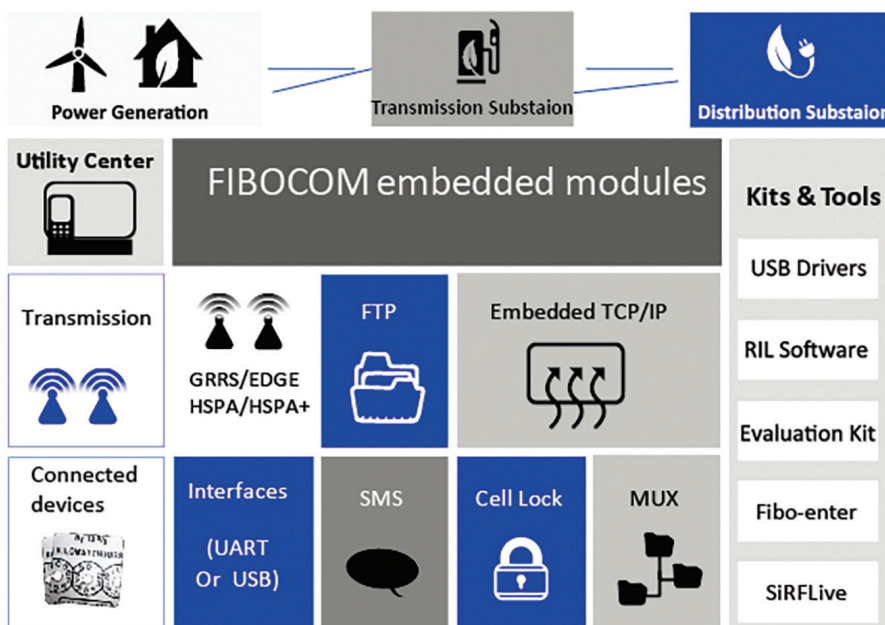 Power Generation
Transmission Substaion
Distribution Substaion
Utility Center
FIBOCOM embedded modules
Kits & Tools
USB Drivers
RIL Software
Evaluation Kit
Fibo-enter
SiRFLive
Transmission
GRRS/EDGE
HSPA/HSPA+
FTP
Embedded TCP/IP
Connected
devices
Interfaces
(UART
Or USB)
SMS
Cell Lock
MUX